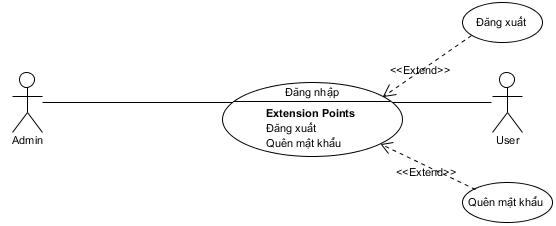 Đăng xuất
<<Extend>>
Đăng nhập
Extension Points
Đăng xuất
Quên mật khẩu
Admin
User
<<Extend>>
Quên mật khẩu